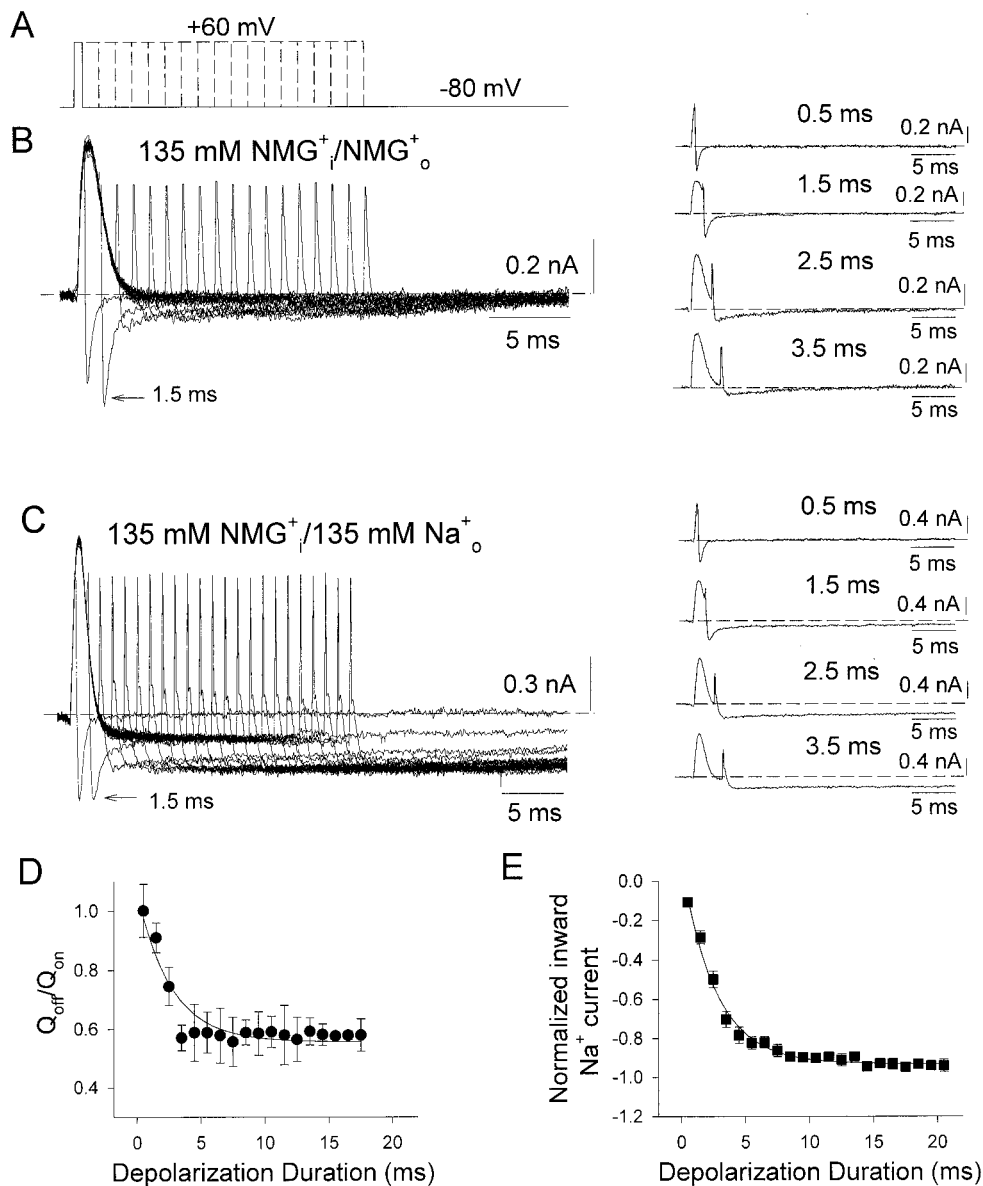 A
+60 mV
-80 mV
B
135 mM NMG⁺ᵢ/NMG⁺ₒ
0.2 nA
5 ms
1.5 ms
0.5 ms
0.2 nA
5 ms
1.5 ms
0.2 nA
5 ms
2.5 ms
0.2 nA
5 ms
3.5 ms
0.2 nA
5 ms
C
135 mM NMG⁺ᵢ/135 mM Na⁺ₒ
0.3 nA
5 ms
1.5 ms
0.5 ms
0.4 nA
5 ms
1.5 ms
0.4 nA
5 ms
2.5 ms
0.4 nA
5 ms
3.5 ms
0.4 nA
5 ms
D
Q_off/Q_on
1.0
0.8
0.6
0.4
0 5 10 15 20
Depolarization Duration (ms)
E
Normalized inward
Na⁺ current
0.0
-0.2
-0.4
-0.6
-0.8
-1.0
-1.2
0 5 10 15 20
Depolarization Duration (ms)